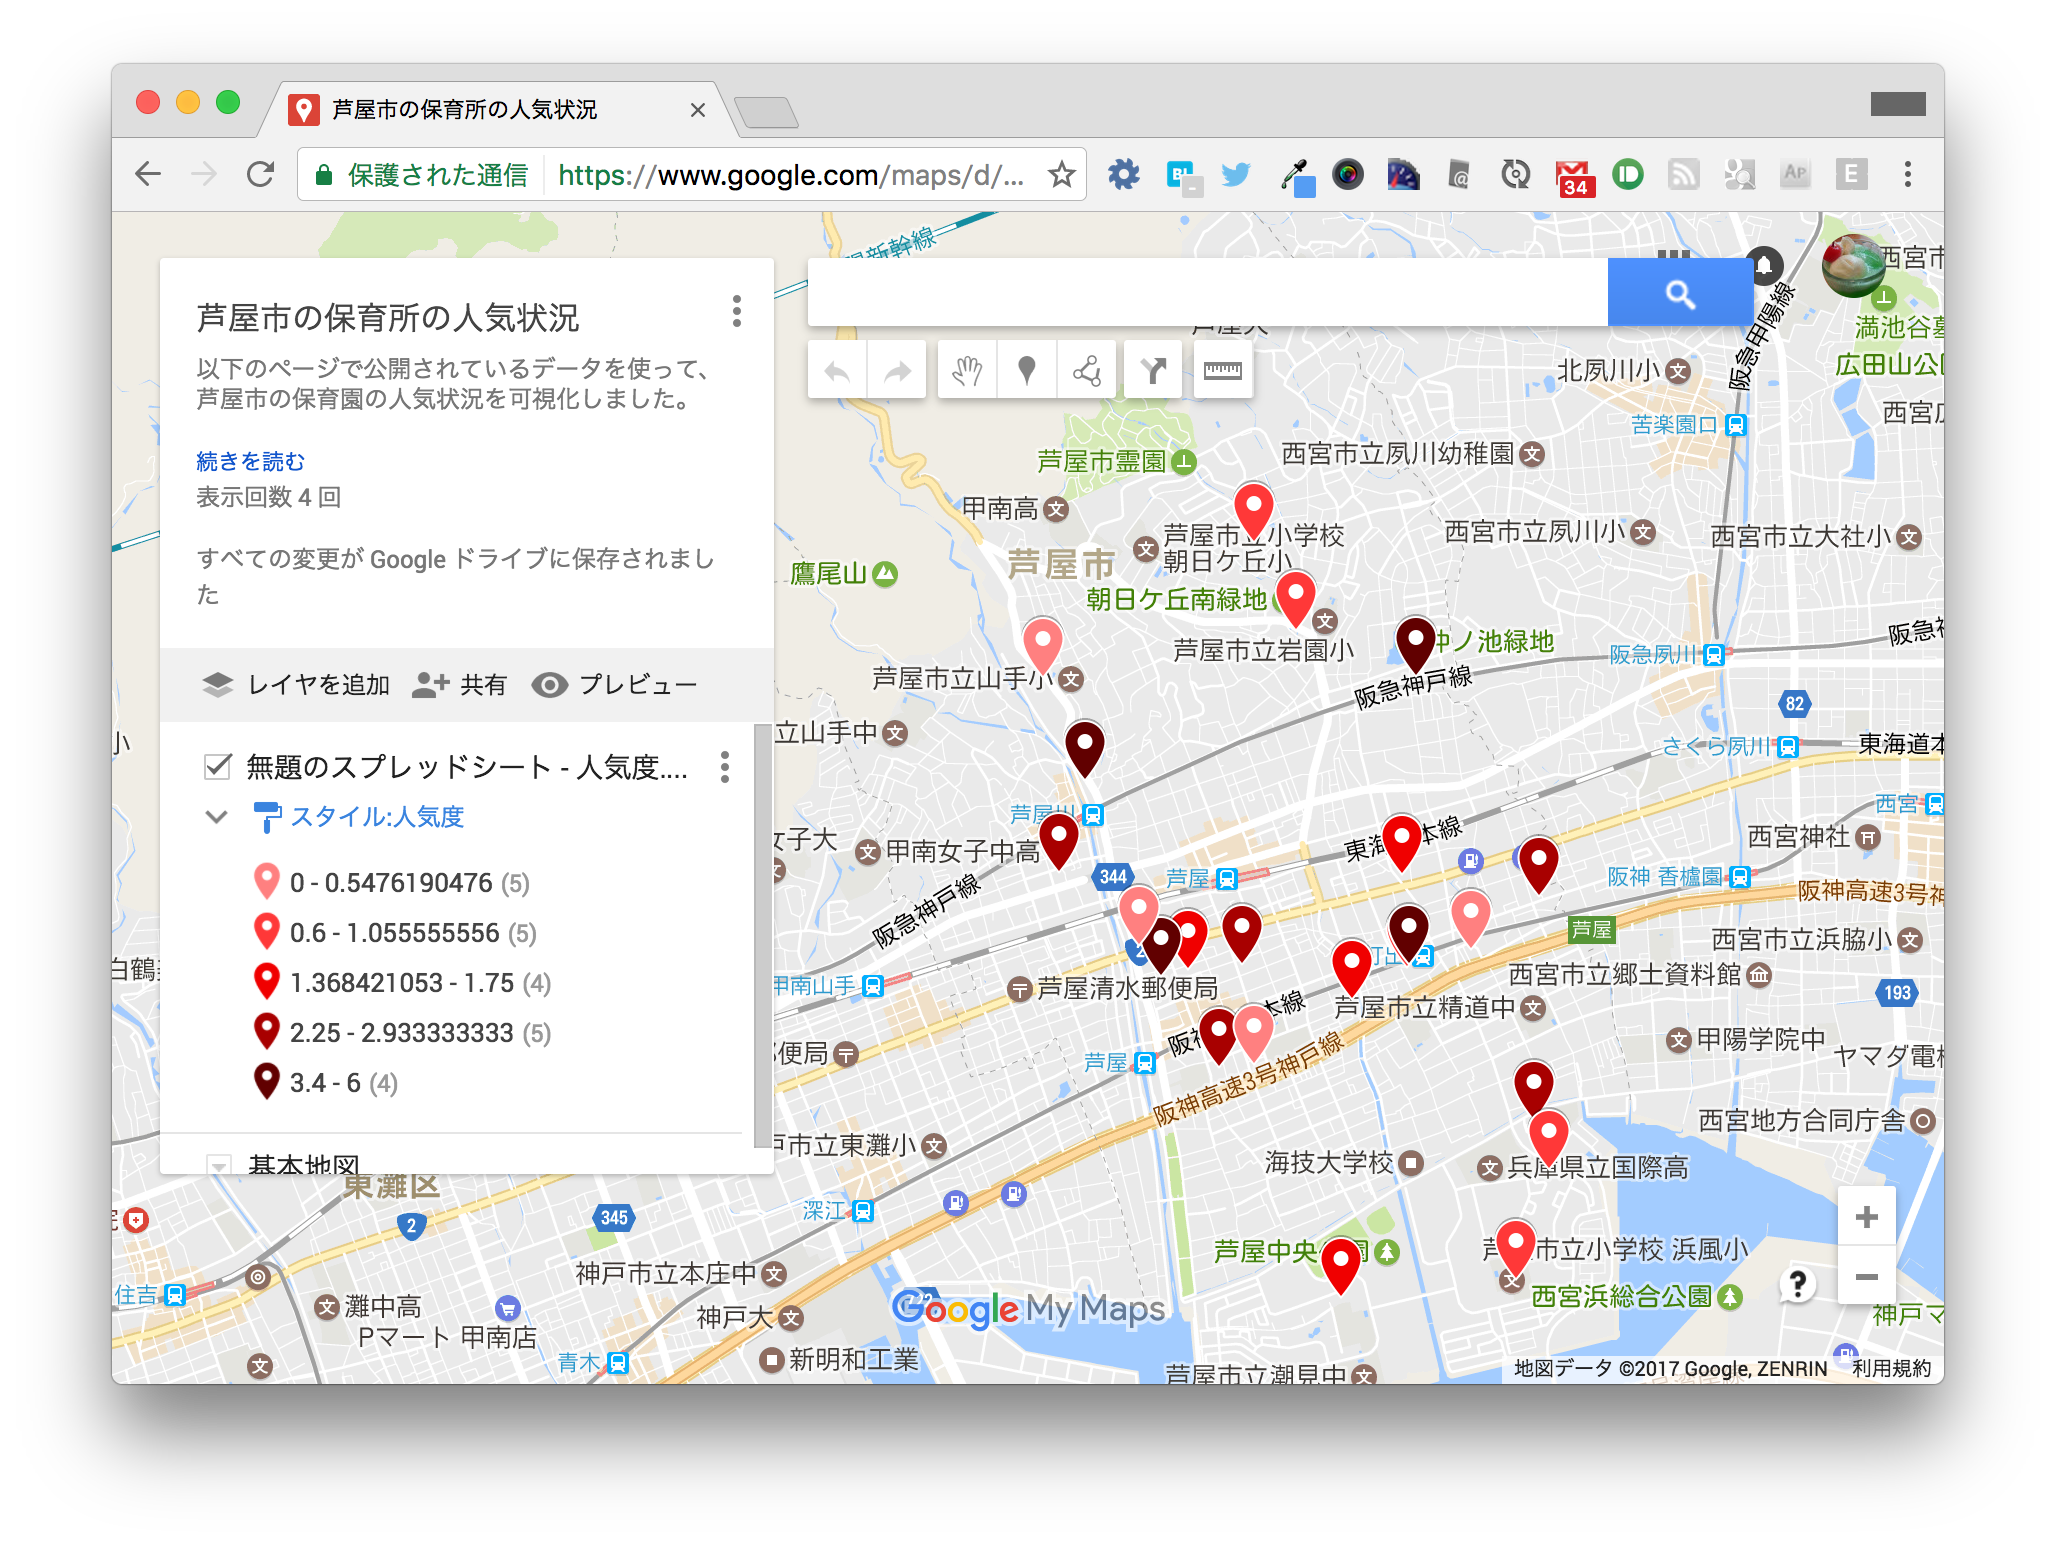 芦屋市の保育所の人気状況
保護された通信
https://www.google.com/maps/d/...
34
AP
E
芦屋市の保育所の人気状況
以下のページで公開されているデータを使って、
芦屋市の保育園の人気状況を可視化しました。
続きを読む
表示回数 4 回
すべての変更が Google ドライブに保存されまし
た
レイヤを追加
共有
プレビュー
無題のスプレッドシート - 人気度....
スタイル:人気度
0 - 0.5476190476 (5)
0.6 - 1.055555556 (5)
1.368421053 - 1.75 (4)
2.25 - 2.933333333 (5)
3.4 - 6 (4)
基本地図
新幹線
阪急甲陽線
西宮市
満池谷墓
広田山公
北夙川小
苦楽園口
西宮広
芦屋市霊園
西宮市立夙川幼稚園
甲南高
芦屋市立小学校
朝日ケ丘小
西宮市立夙川小
西宮市立大社小
芦屋市
鷹尾山
朝日ケ丘南緑地
芦屋市立岩園小
中ノ池緑地
阪急夙川
阪急神戸線
芦屋市立山手小
立山手中
82
さくら夙川
東海道本
芦屋川
西宮
女子大
甲南女子中高
西宮神社
344
芦屋
阪神 香櫨園
阪神高速3号神
阪急神戸線
芦屋
西宮市立浜脇小
甲南山手
芦屋清水郵便局
西宮市立郷土資料館
193
芦屋市立精道中
甲陽学院中
ヤマダ電機
便局
芦屋
阪神高速3号神戸線
戸市立東灘小
西宮地方合同庁舎
海技大学校
兵庫県立国際高
東灘区
2
345
深江
芦屋中央公園
市立小学校 浜風小
神戸市立本庄中
西宮浜総合公園
住吉
灘中高
Pマート 甲南店
神戸大
Google My Maps
神戸マ
青木
新明和工業
芦屋市立潮見中
地図データ ©2017 Google, ZENRIN
利用規約